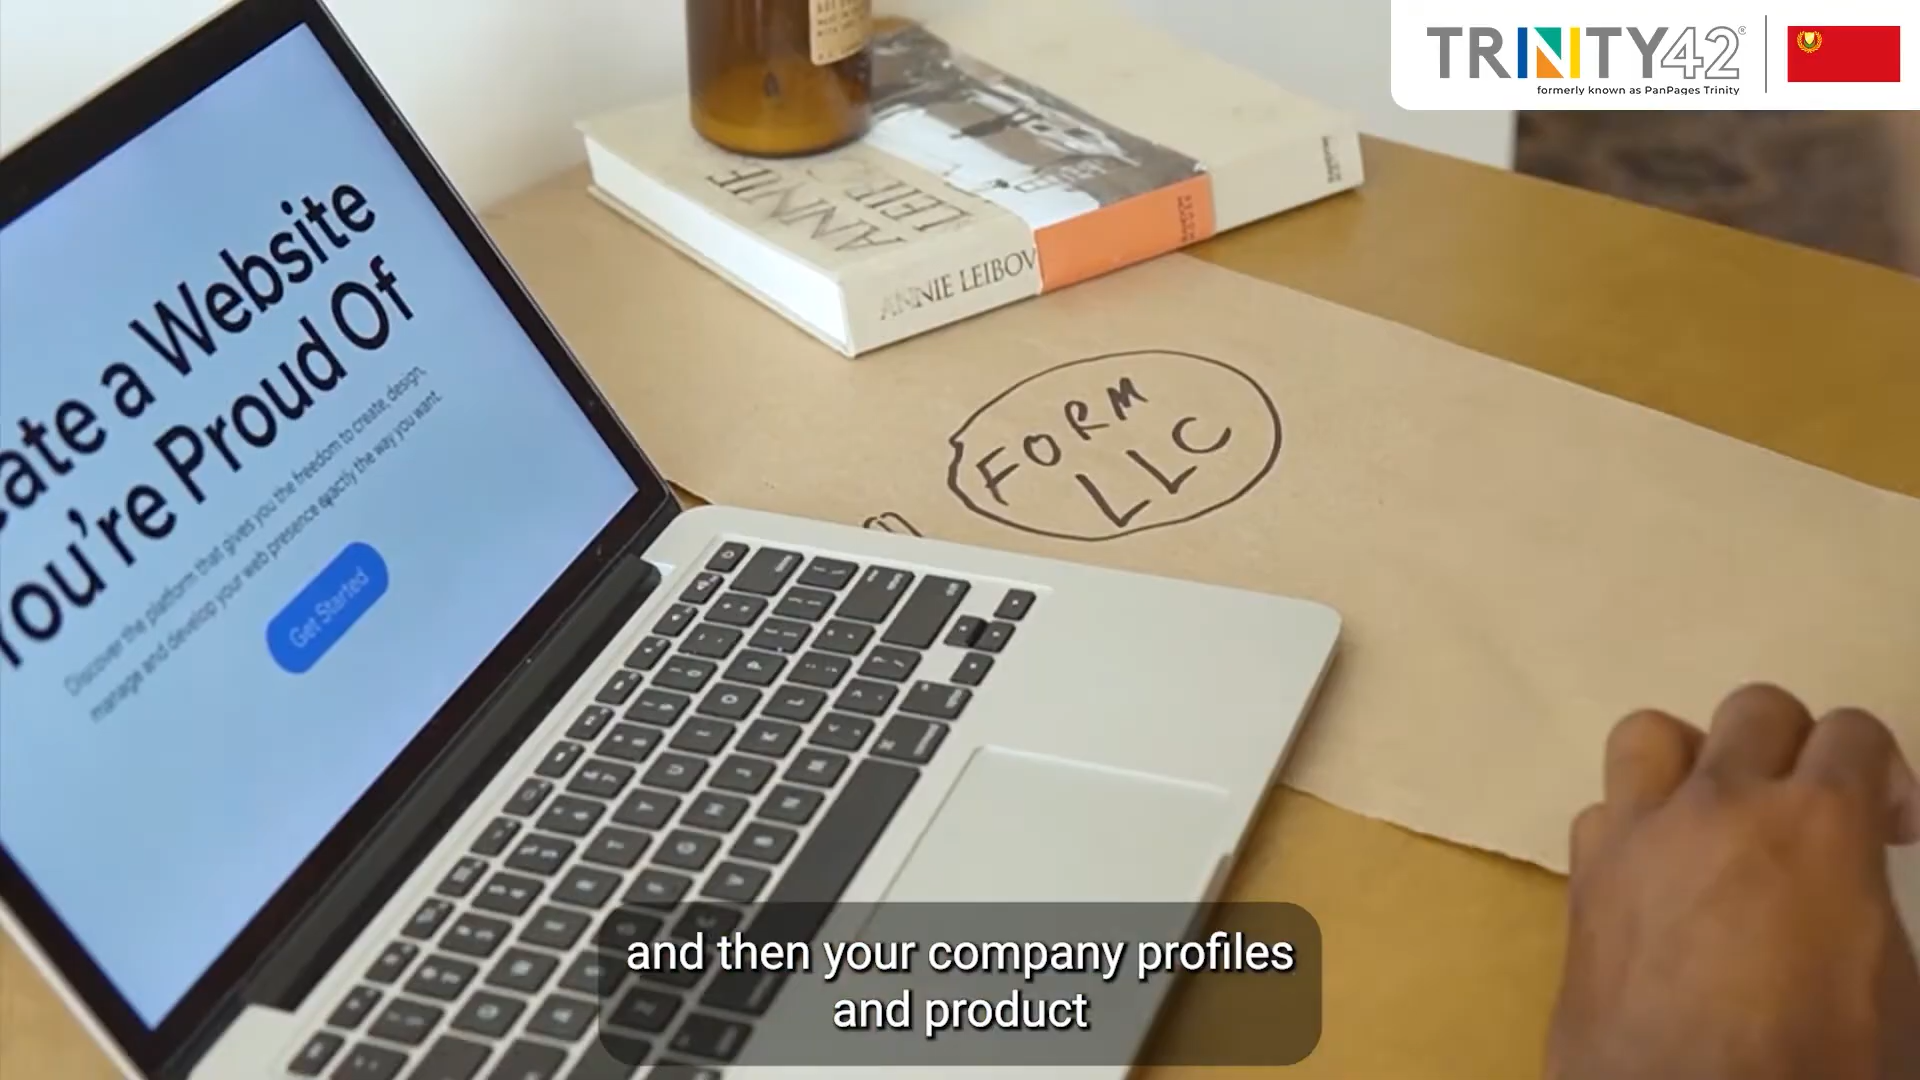 TRINITY42
formerly known as PanPages Trinity
ate a Website
You're Proud Of
Discover the platform that gives you the freedom to create, design,
manage and develop your web presence exactly the way you want.
Get Started
ANNIE
LEIBOV
ANNIE LEIBOV
FORM
LLC
and then your company profiles
and product